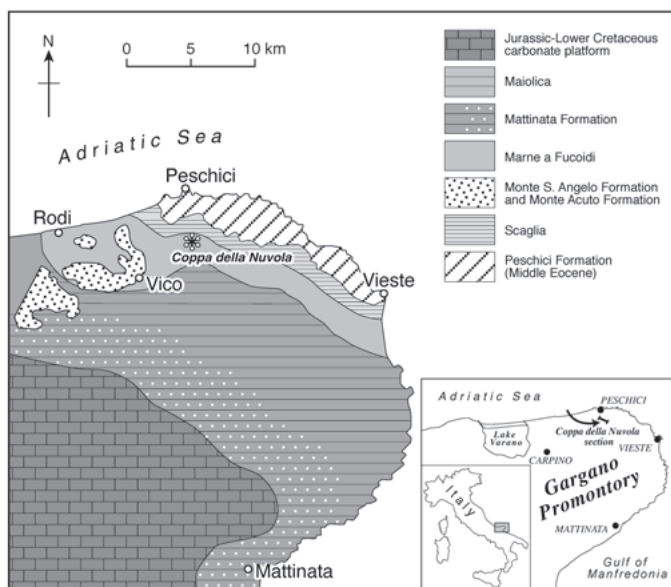 N
0 5 10 km
Adriatic Sea
Peschici
Rodi
Coppa della Nuvola
Vico
Vieste
Mattinata
Jurassic-Lower Cretaceous
carbonate platform
Maiolica
Mattinata Formation
Marne a Fucoidi
Monte S. Angelo Formation
and Monte Acuto Formation
Scaglia
Peschici Formation
(Middle Eocene)
Adriatic Sea
PESCHICI
Lake
Varano
Coppa della Nuvola
section
VIESTE
CARPINO
Gargano
Promontory
Italy
MATTINATA
Gulf of
Manfredonia